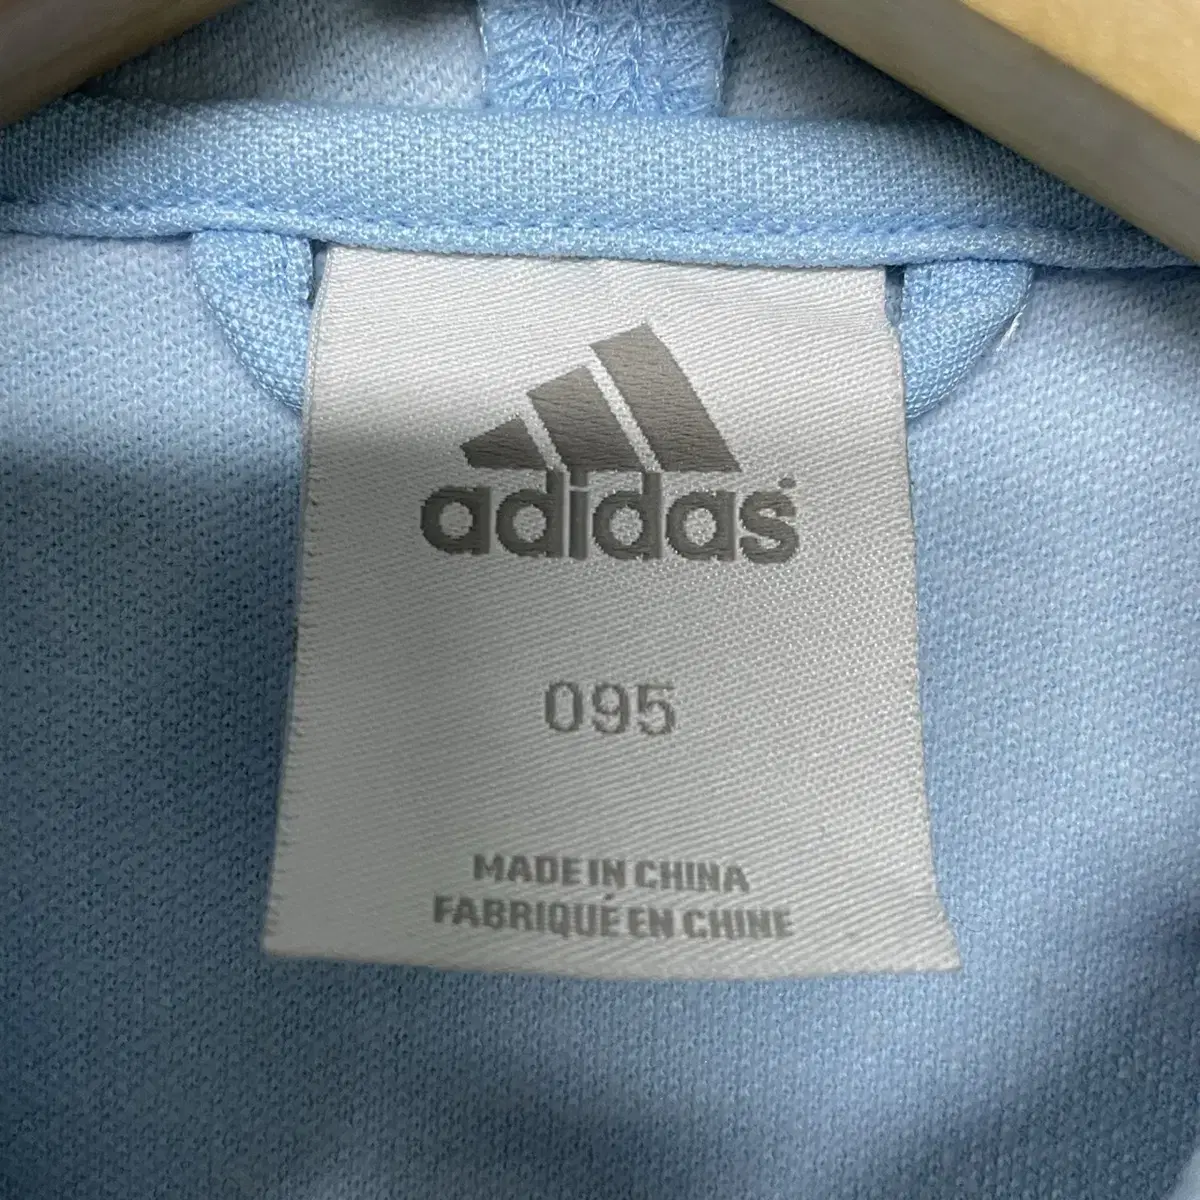 adidas
095
MADE IN CHINA
FABRIQUÉ EN CHINE